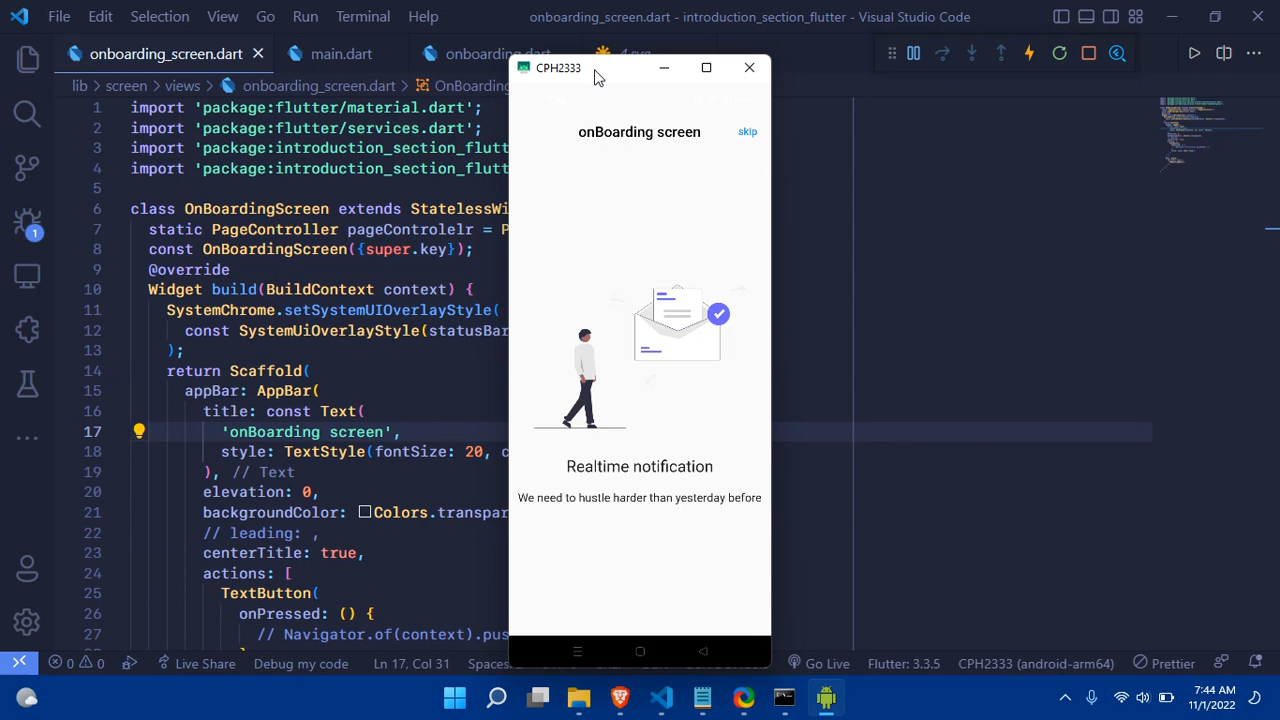 File Edit Selection View Go Run Terminal Help
onboarding_screen.dart - introduction_section_flutter - Visual Studio Code
onboarding_screen.dart main.dart onboarding 4.svg
lib > screen > views > onboarding_screen.dart > OnBoarding
CPH2333
onBoarding screen
skip
Realtime notification
We need to hustle harder than yesterday before
1 import 'package:flutter/material.dart';
2 import 'package:flutter/services.dart';
3 import 'package:introduction_section_flutt
4 import 'package:introduction_section_flutt
5
6 class OnBoardingScreen extends StatelessWi
7 static PageController pageControlelr = P
8 const OnBoardingScreen({super.key});
9 @override
10 Widget build(BuildContext context) {
11 SystemChrome.setSystemUIOverlayStyle(
12 const SystemUiOverlayStyle(statusBar
13 );
14 return Scaffold(
15 appBar: AppBar(
16 title: const Text(
17 'onBoarding screen',
18 style: TextStyle(fontSize: 20, c
19 ), // Text
20 elevation: 0,
21 backgroundColor: Colors.transpar
22 // leading: ,
23 centerTitle: true,
24 actions: [
25 TextButton(
26 onPressed: () {
27 // Navigator.of(context).pus
1
0 0 Live Share Debug my code Ln 17, Col 31 Spaces Go Live Flutter: 3.3.5 CPH2333 (android-arm64) Prettier
7:44 AM
11/1/2022